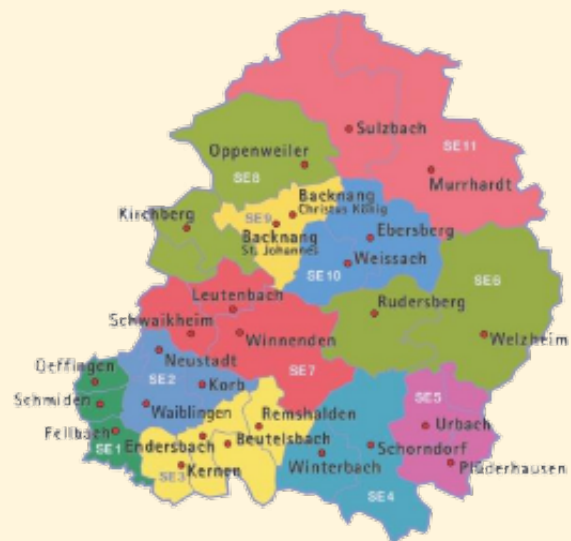 Sulzbach
Oppenweiler
SE11
SE8
Murrhardt
Backnang
Christus König
Kirchberg
SE9
Ebersberg
Backnang
St. Johannes
Weissach
SE10
Leutenbach
Rudersberg
SE6
Schwaikheim
Winnenden
Welzheim
Neustadt
Oeffingen
SE2
Korb
SE7
SE5
Schmiden
Waiblingen
Remshalden
Urbach
Fellbach
Endersbach
Beutelsbach
Schorndorf
SE1
Winterbach
Plüderhausen
SE3
Kernen
SE4